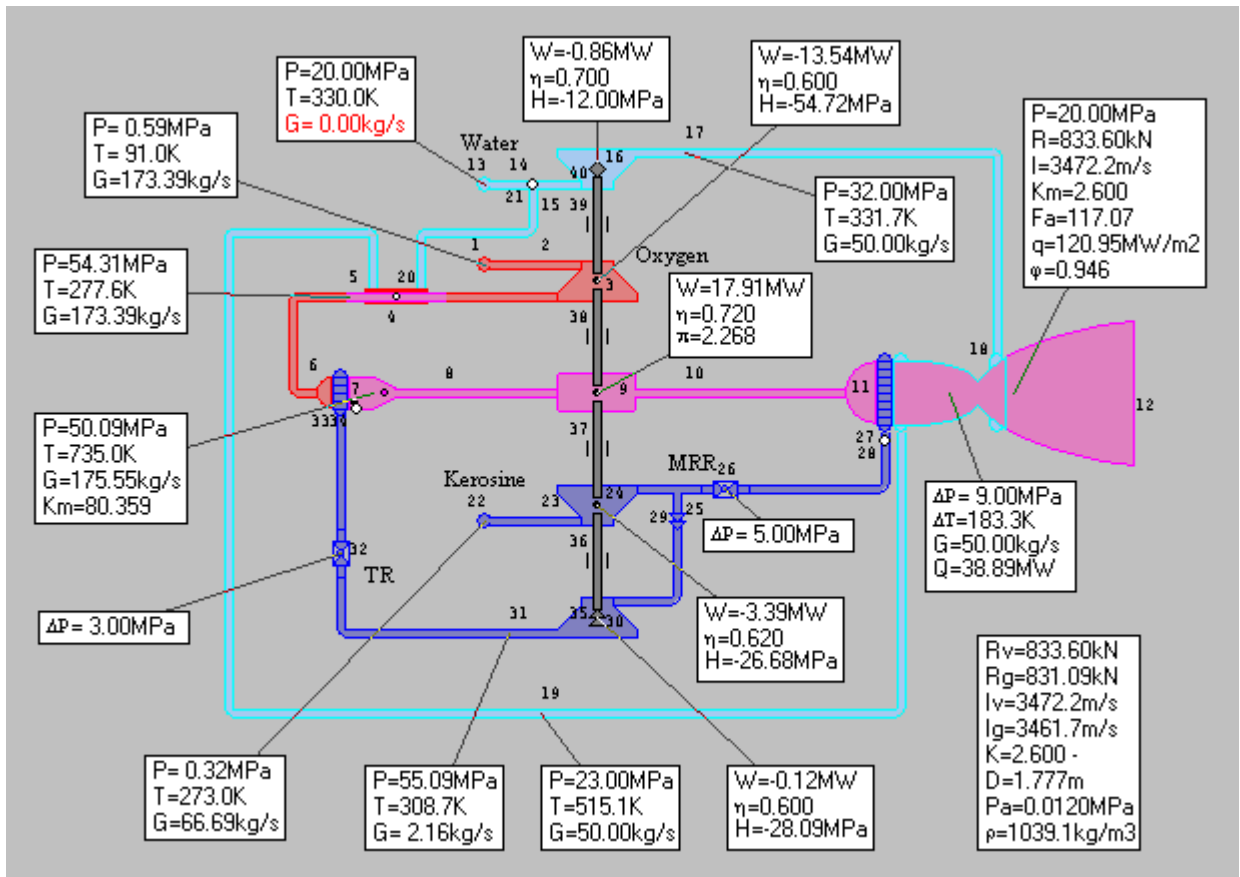 W=-0.86MW
η=0.700
H=-12.00MPa
W=-13.54MW
η=0.600
H=-54.72MPa
P=20.00MPa
T=330.0K
G= 0.00kg/s
P=20.00MPa
R=833.60kN
I=3472.2m/s
Km=2.600
Fa=117.07
q=120.95MW/m2
φ=0.946
P= 0.59MPa
T= 91.0K
G=173.39kg/s
Water
17
13
14
16
40
21
15
39
P=32.00MPa
T=331.7K
G=50.00kg/s
1
2
Oxygen
3
P=54.31MPa
T=277.6K
G=173.39kg/s
5
20
4
38
W=17.91MW
η=0.720
π=2.268
18
6
7
8
9
10
11
12
3334
37
27
28
P=50.09MPa
T=735.0K
G=175.55kg/s
Km=80.359
Kerosine
22
23
24
MRR
26
25
29
ΔP= 5.00MPa
ΔP= 9.00MPa
ΔT=183.3K
G=50.00kg/s
Q=38.89MW
36
32
TR
ΔP= 3.00MPa
31
35
30
W=-3.39MW
η=0.620
H=-26.68MPa
19
Rv=833.60kN
Rg=831.09kN
Iv=3472.2m/s
Ig=3461.7m/s
K=2.600 -
D=1.777m
Pa=0.0120MPa
ρ=1039.1kg/m3
P= 0.32MPa
T=273.0K
G=66.69kg/s
P=55.09MPa
T=308.7K
G= 2.16kg/s
P=23.00MPa
T=515.1K
G=50.00kg/s
W=-0.12MW
η=0.600
H=-28.09MPa